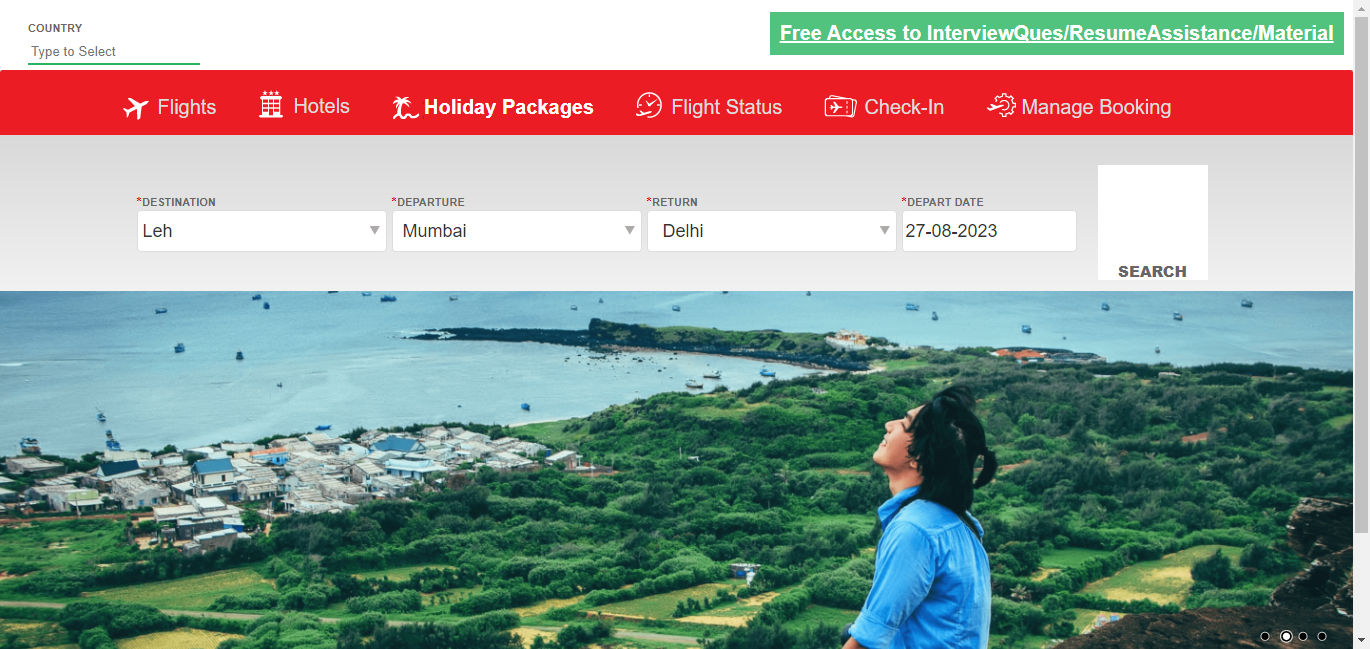 COUNTRY
Type to Select
Free Access to InterviewQues/ResumeAssistance/Material
Flights Hotels Holiday Packages Flight Status Check-In Manage Booking
*DESTINATION *DEPARTURE *RETURN *DEPART DATE
Leh Mumbai Delhi 27-08-2023
SEARCH